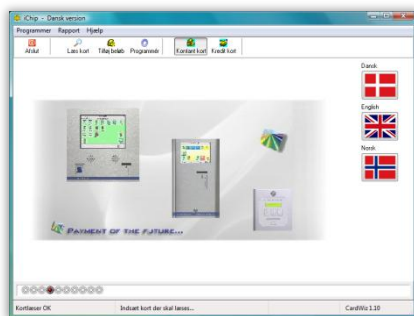 iChip - Dansk version
Programmer Rapport Hjælp
Afslut Læs kort Tilføj beløb Programmér Kontant kort Kredit kort
Dansk
English
Norsk
PAYMENT OF THE FUTURE...
Kortlæser OK Indsæt kort der skal læses... CardWiz 1.10